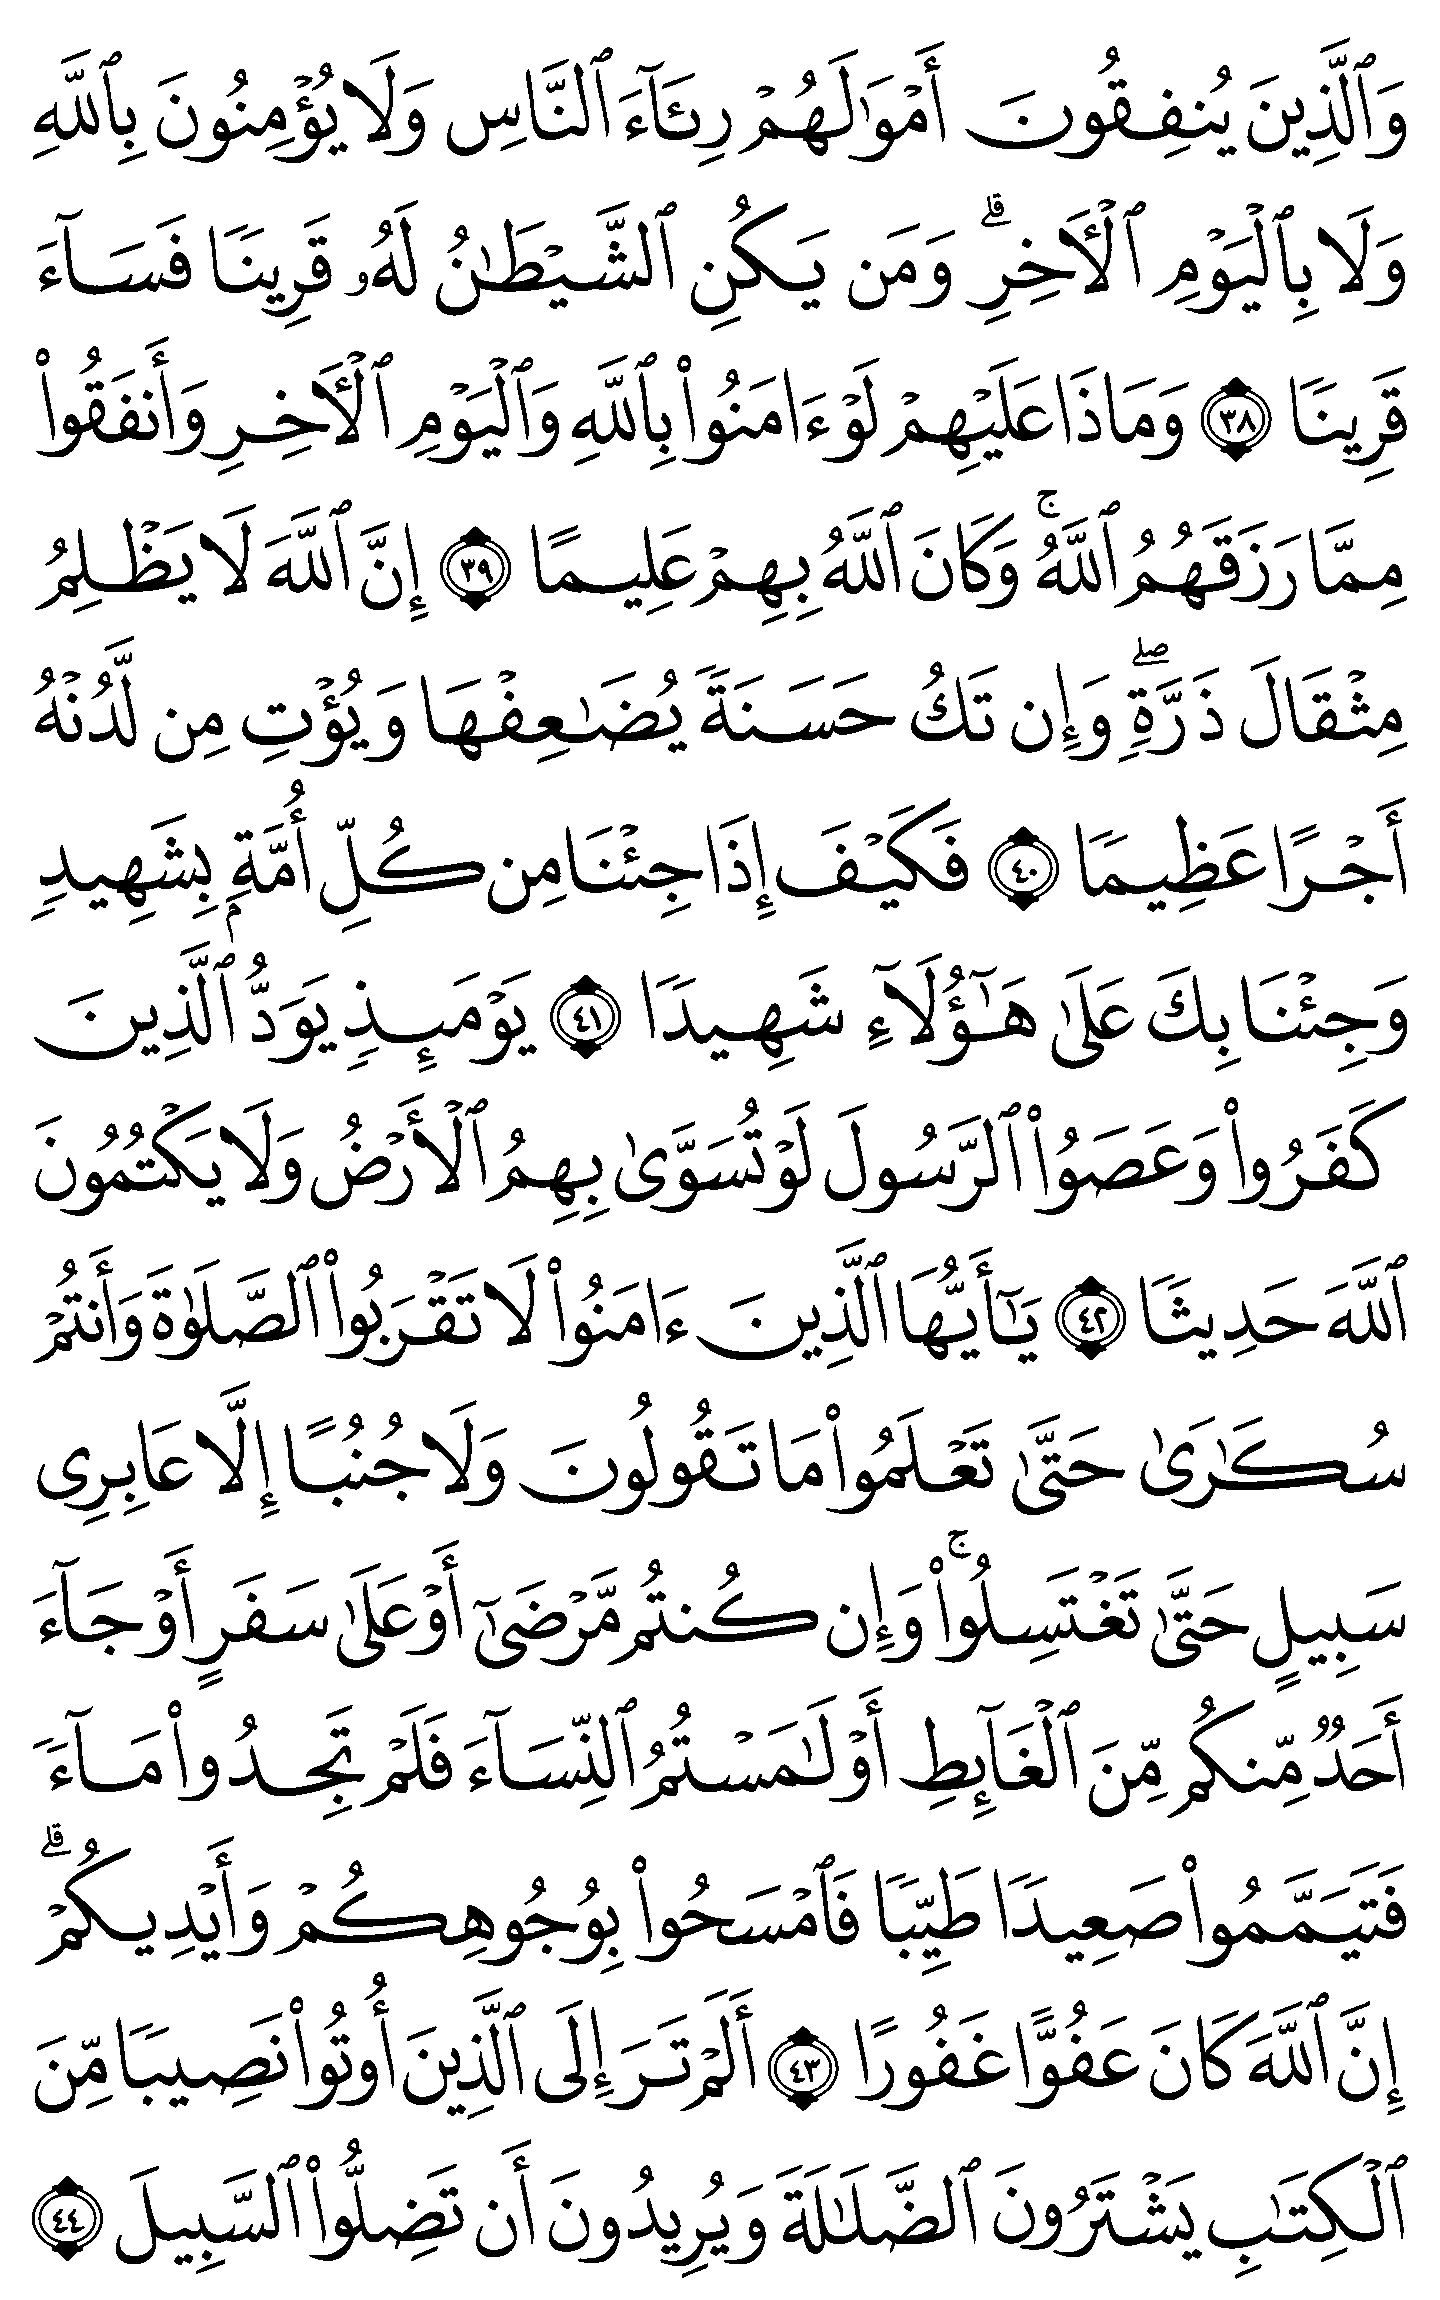 وَٱلَّذِينَ يُنفِقُونَ أَمۡوَٰلَهُمۡ رِئَآءَ ٱلنَّاسِ وَلَا يُؤۡمِنُونَ بِٱللَّهِ
وَلَا بِٱلۡيَوۡمِ ٱلۡأٓخِرِۗ وَمَن يَكُنِ ٱلشَّيۡطَٰنُ لَهُۥ قَرِينٗا فَسَآءَ
قَرِينٗا ٣٨ وَمَاذَا عَلَيۡهِمۡ لَوۡ ءَامَنُواْ بِٱللَّهِ وَٱلۡيَوۡمِ ٱلۡأٓخِرِ وَأَنفَقُواْ
مِمَّا رَزَقَهُمُ ٱللَّهُۚ وَكَانَ ٱللَّهُ بِهِمۡ عَلِيمًا ٣٩ إِنَّ ٱللَّهَ لَا يَظۡلِمُ
مِثۡقَالَ ذَرَّةٖۖ وَإِن تَكُ حَسَنَةٗ يُضَٰعِفۡهَا وَيُؤۡتِ مِن لَّدُنۡهُ
أَجۡرًا عَظِيمٗا ٤٠ فَكَيۡفَ إِذَا جِئۡنَا مِن كُلِّ أُمَّةِۭ بِشَهِيدٖ
وَجِئۡنَا بِكَ عَلَىٰ هَٰٓؤُلَآءِ شَهِيدٗا ٤١ يَوۡمَئِذٖ يَوَدُّ ٱلَّذِينَ
كَفَرُواْ وَعَصَوُاْ ٱلرَّسُولَ لَوۡ تُسَوَّىٰ بِهِمُ ٱلۡأَرۡضُ وَلَا يَكۡتُمُونَ
ٱللَّهَ حَدِيثٗا ٤٢ يَٰٓأَيُّهَا ٱلَّذِينَ ءَامَنُواْ لَا تَقۡرَبُواْ ٱلصَّلَوٰةَ وَأَنتُمۡ
سُكَٰرَىٰ حَتَّىٰ تَعۡلَمُواْ مَا تَقُولُونَ وَلَا جُنُبًا إِلَّا عَابِرِي
سَبِيلٍ حَتَّىٰ تَغۡتَسِلُواْۚ وَإِن كُنتُم مَّرۡضَىٰٓ أَوۡ عَلَىٰ سَفَرٍ أَوۡ جَآءَ
أَحَدٞ مِّنكُم مِّنَ ٱلۡغَآئِطِ أَوۡ لَٰمَسۡتُمُ ٱلنِّسَآءَ فَلَمۡ تَجِدُواْ مَآءٗ
فَتَيَمَّمُواْ صَعِيدٗا طَيِّبٗا فَٱمۡسَحُواْ بِوُجُوهِكُمۡ وَأَيۡدِيكُمۡۗ
إِنَّ ٱللَّهَ كَانَ عَفُوًّا غَفُورًا ٤٣ أَلَمۡ تَرَ إِلَى ٱلَّذِينَ أُوتُواْ نَصِيبٗا مِّنَ
ٱلۡكِتَٰبِ يَشۡتَرُونَ ٱلضَّلَٰلَةَ وَيُرِيدُونَ أَن تَضِلُّواْ ٱلسَّبِيلَ ٤٤